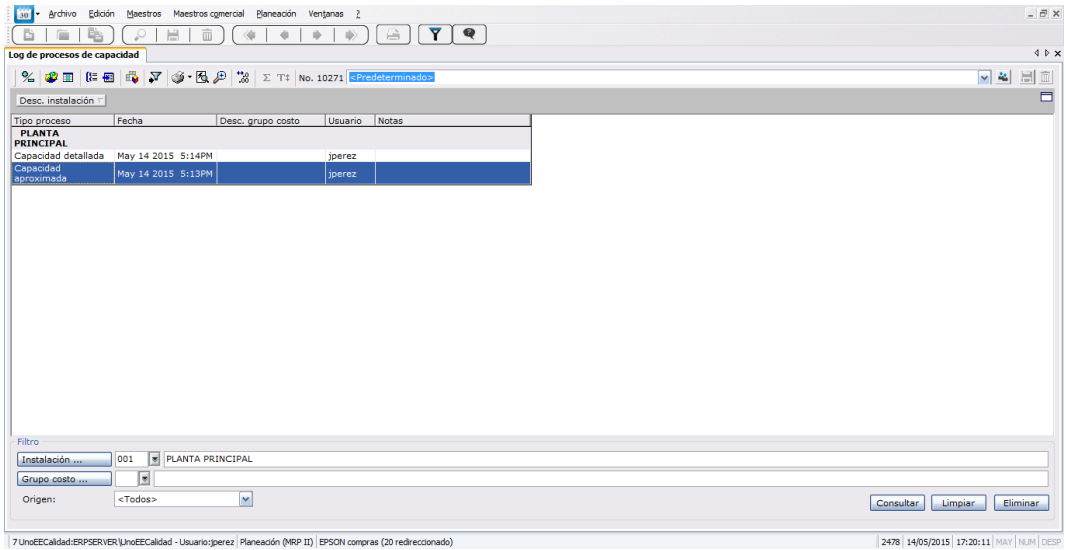 30 Archivo Edición Maestros Maestros comercial Planeación Ventanas ?
Log de procesos de capacidad
Σ T No. 10271 <Predeterminado>
Desc. instalación
Tipo proceso Fecha Desc. grupo costo Usuario Notas
PLANTA
PRINCIPAL
Capacidad detallada May 14 2015 5:14PM jperez
Capacidad
aproximada May 14 2015 5:13PM jperez
Filtro
Instalación ... 001 PLANTA PRINCIPAL
Grupo costo ...
Origen: <Todos> Consultar Limpiar Eliminar
7 UnoEECalidad:ERPSERVER\UnoEECalidad - Usuario:jperez Planeación (MRP II) EPSON compras (20 redireccionado) 2478 14/05/2015 17:20:11 MAY NUM DESP